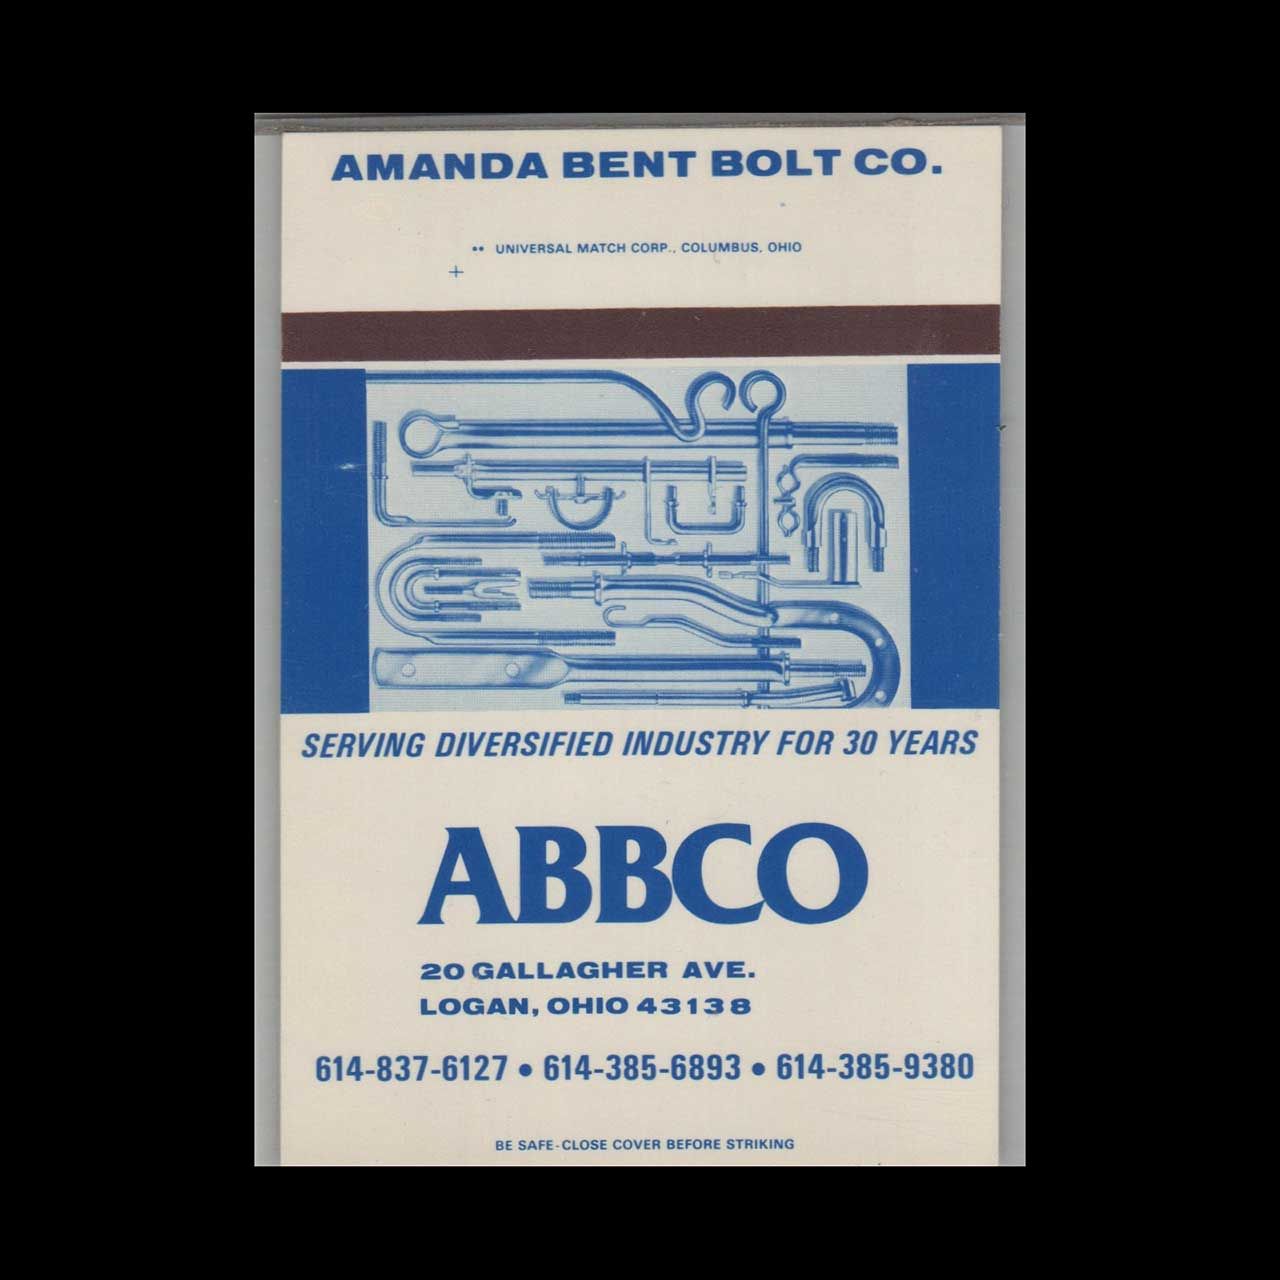 AMANDA BENT BOLT CO.
•• UNIVERSAL MATCH CORP., COLUMBUS, OHIO
SERVING DIVERSIFIED INDUSTRY FOR 30 YEARS
ABBCO
20 GALLAGHER AVE.
LOGAN, OHIO 43138
614-837-6127 • 614-385-6893 • 614-385-9380
BE SAFE-CLOSE COVER BEFORE STRIKING